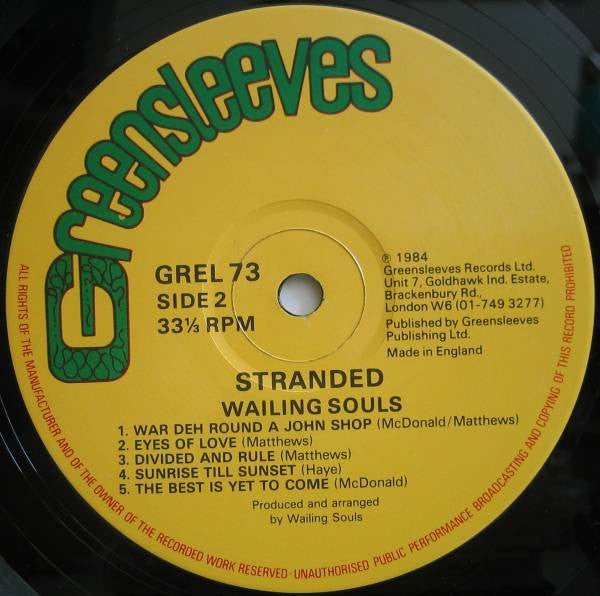 Greensleeves
GREL 73
SIDE 2
33⅓ RPM
℗ 1984
Greensleeves Records Ltd.
Unit 7, Goldhawk Ind. Estate,
Brackenbury Rd.,
London W6 (01-749 3277)
Published by Greensleeves
Publishing Ltd.
Made in England
STRANDED
WAILING SOULS
1. WAR DEH ROUND A JOHN SHOP (McDonald/Matthews)
2. EYES OF LOVE (Matthews)
3. DIVIDED AND RULE (Matthews)
4. SUNRISE TILL SUNSET (Haye)
5. THE BEST IS YET TO COME (McDonald)
Produced and arranged
by Wailing Souls
ALL RIGHTS OF THE MANUFACTURER AND OF THE OWNER OF THE RECORDED WORK RESERVED · UNAUTHORISED PUBLIC PERFORMANCE BROADCASTING AND COPYING OF THIS RECORD PROHIBITED